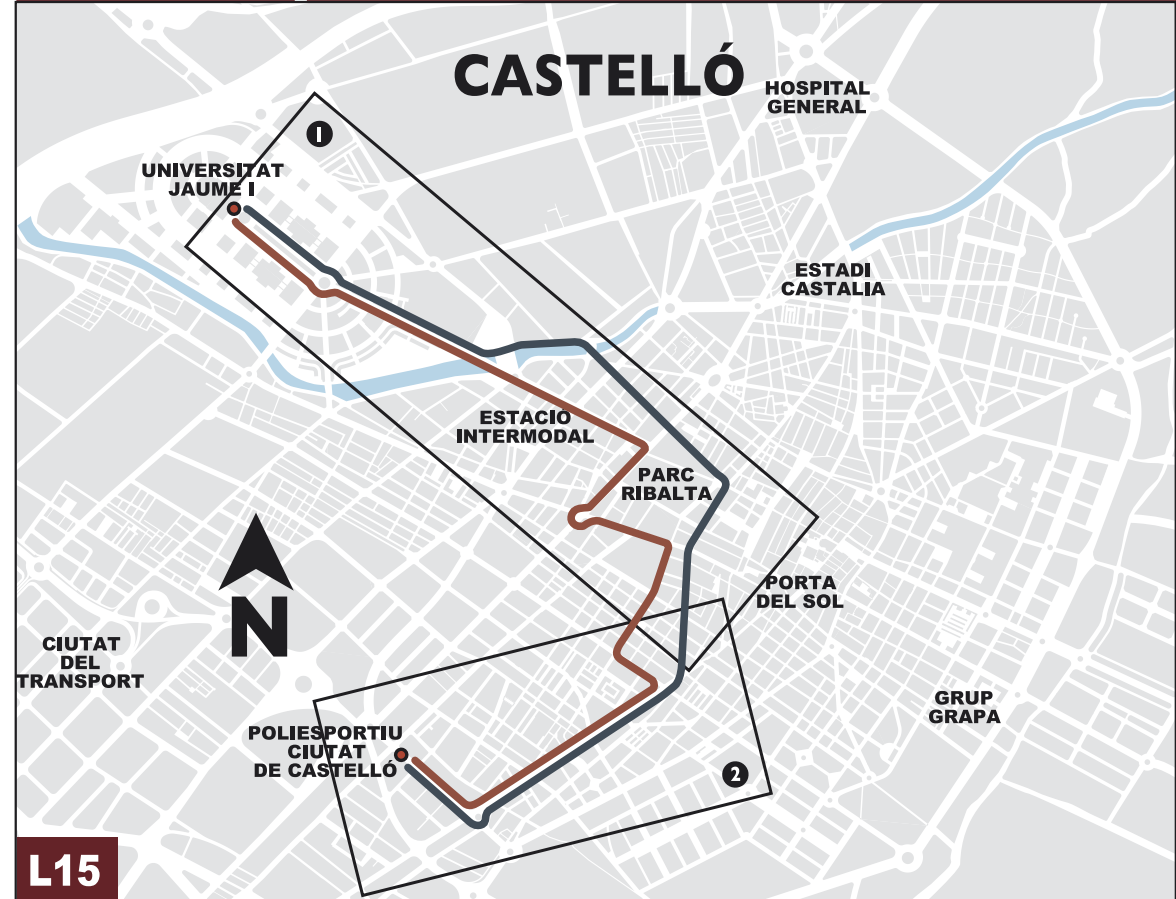 CASTELLÓ
HOSPITAL
GENERAL
1
UNIVERSITAT
JAUME I
ESTADI
CASTALIA
ESTACIÓ
INTERMODAL
PARC
RIBALTA
N
PORTA
DEL SOL
CIUTAT
DEL
TRANSPORT
GRUP
GRAPA
POLIESPORTIU
CIUTAT
DE CASTELLÓ
2
L15